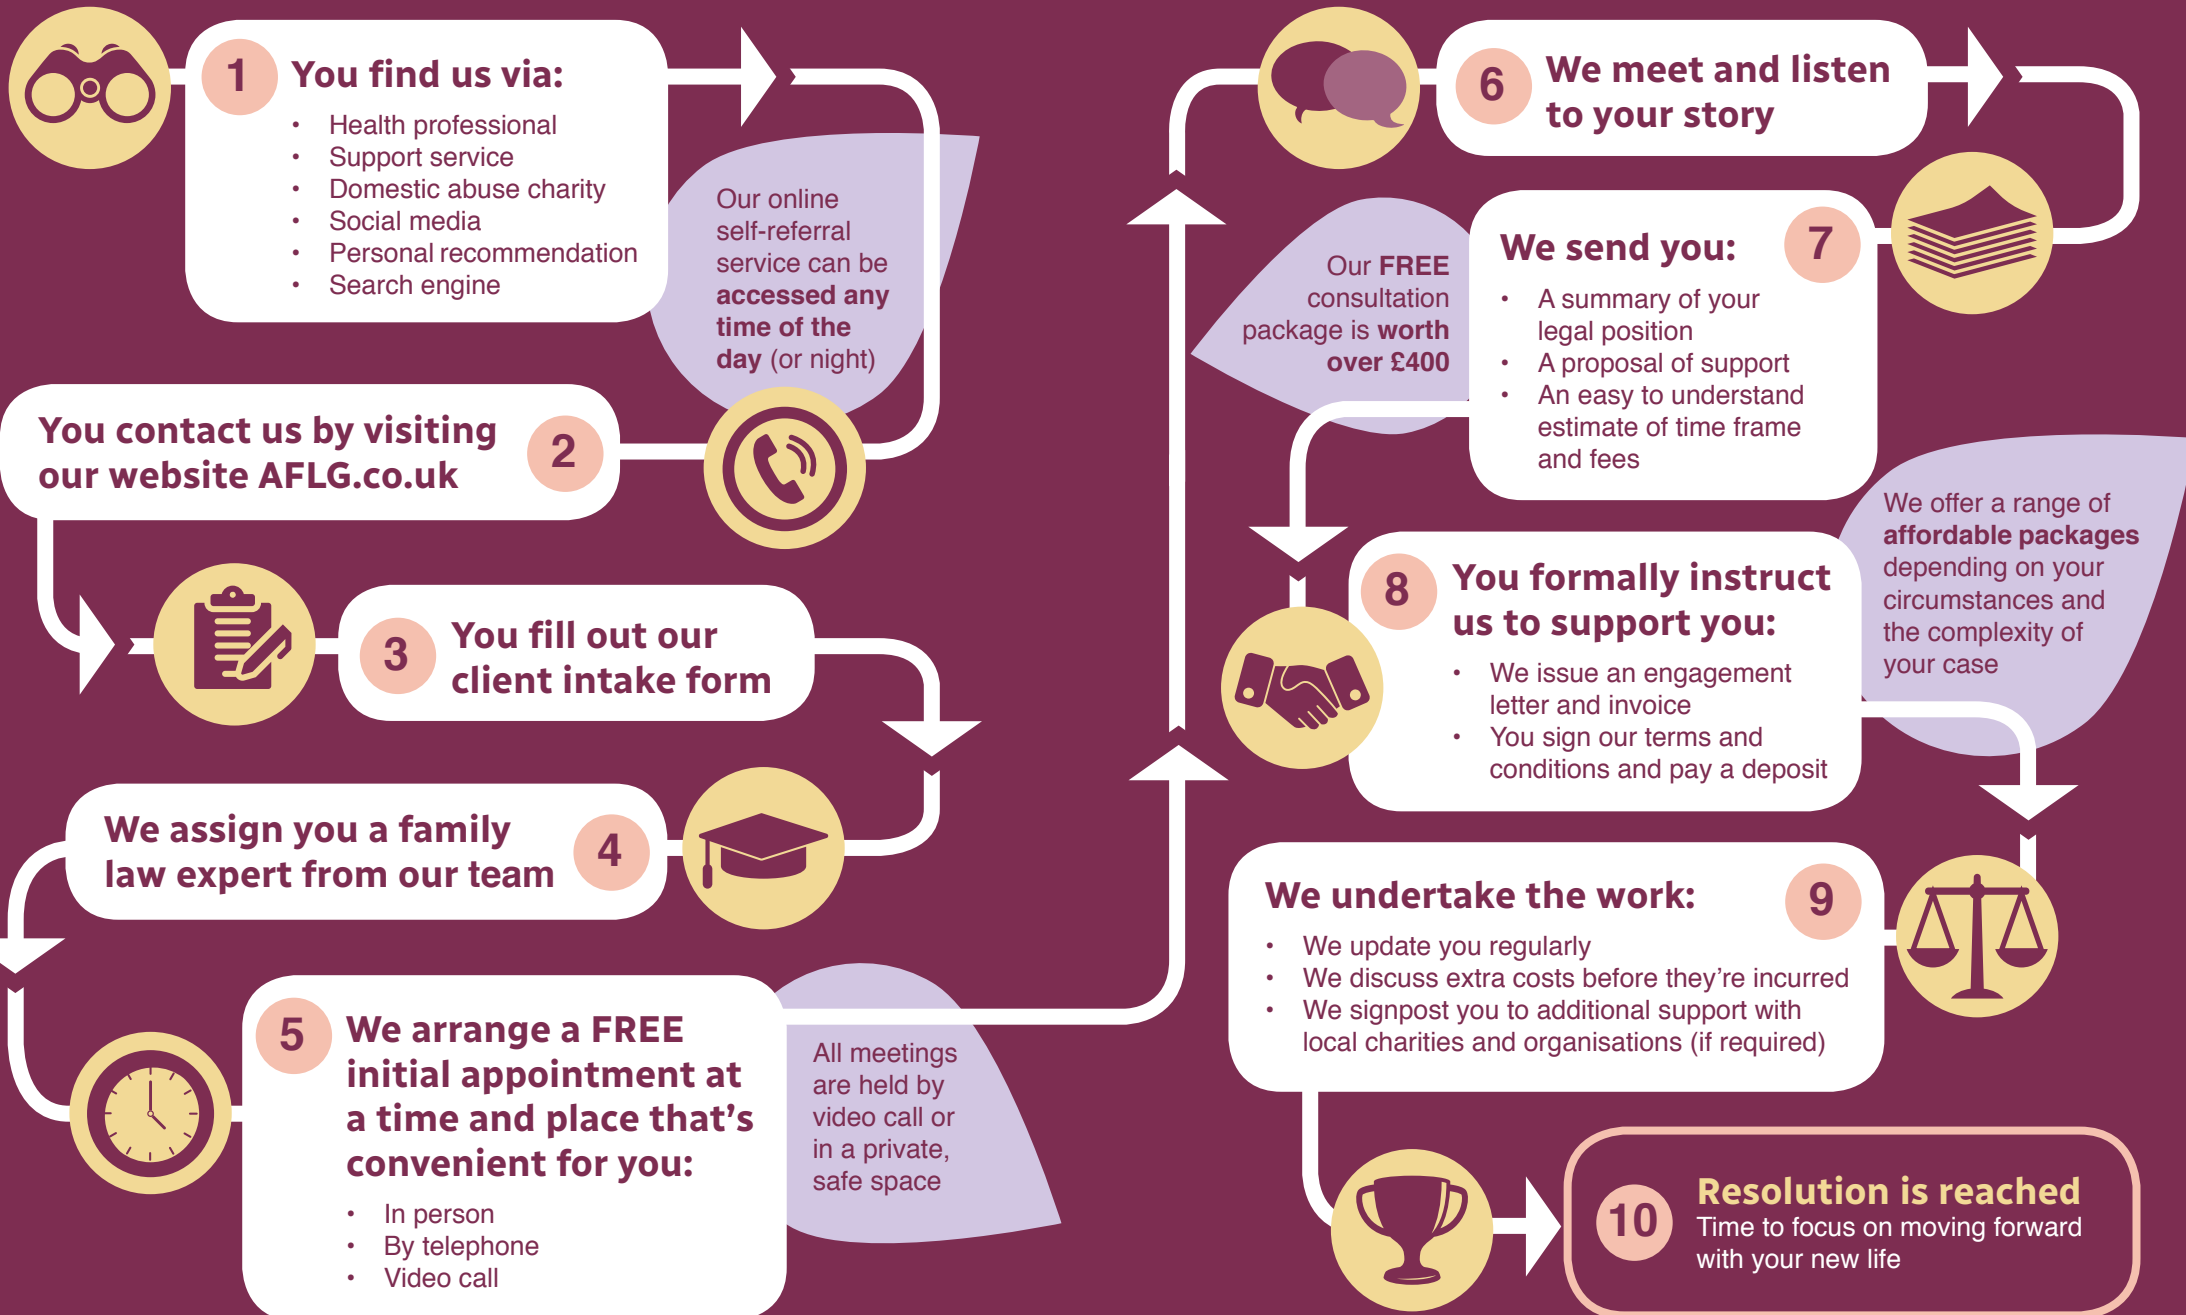 1
You find us via:
• Health professional
• Support service
• Domestic abuse charity
• Social media
• Personal recommendation
• Search engine
Our online
self-referral
service can be
accessed any
time of the
day (or night)
You contact us by visiting
our website AFLG.co.uk
2
3
You fill out our
client intake form
We assign you a family
law expert from our team
4
5
We arrange a FREE
initial appointment at
a time and place that's
convenient for you:
• In person
• By telephone
• Video call
All meetings
are held by
video call or
in a private,
safe space
6
We meet and listen
to your story
We send you:
7
• A summary of your
legal position
• A proposal of support
• An easy to understand
estimate of time frame
and fees
Our FREE
consultation
package is worth
over £400
8
You formally instruct
us to support you:
• We issue an engagement
letter and invoice
• You sign our terms and
conditions and pay a deposit
We offer a range of
affordable packages
depending on your
circumstances and
the complexity of
your case
We undertake the work:
9
• We update you regularly
• We discuss extra costs before they're incurred
• We signpost you to additional support with
local charities and organisations (if required)
10
Resolution is reached
Time to focus on moving forward
with your new life